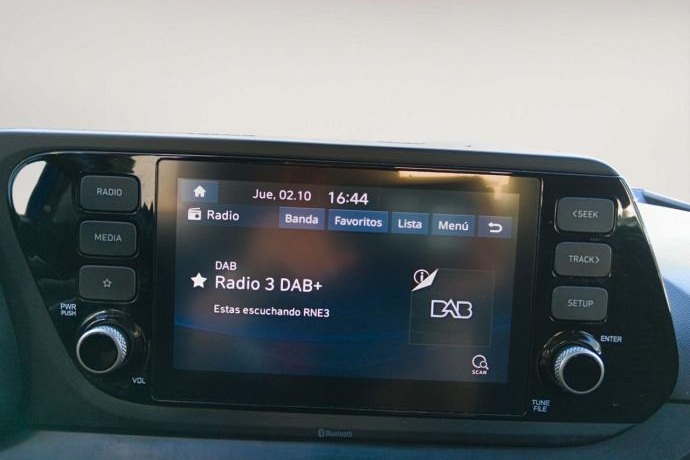 RADIO
MEDIA
PWR
PUSH
VOL
Jue, 02.10 16:44
Radio
Banda
Favoritos
Lista
Menú
DAB
Radio 3 DAB+
Estas escuchando RNE3
DAB
SCAN
<SEEK
TRACK>
SETUP
ENTER
TUNE
FILE
Bluetooth